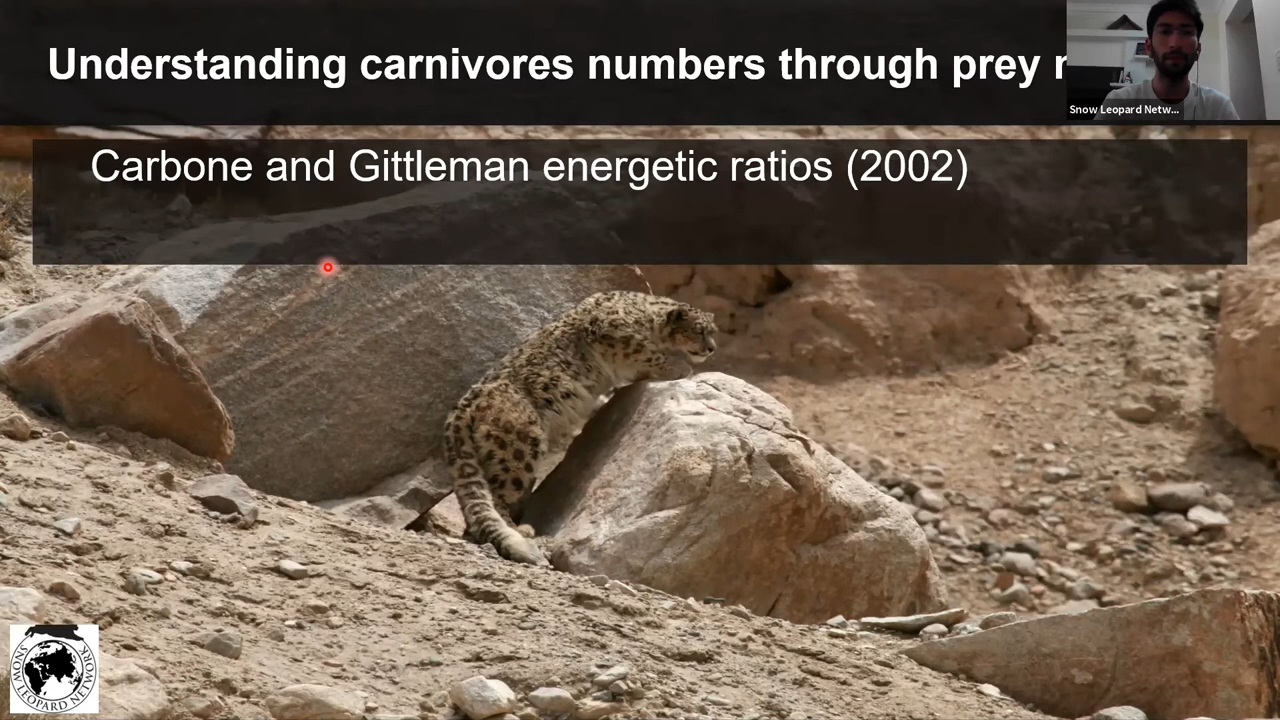 Understanding carnivores numbers through prey
Snow Leopard Netw...
Carbone and Gittleman energetic ratios (2002)
SNOW LEOPARD NETWORK